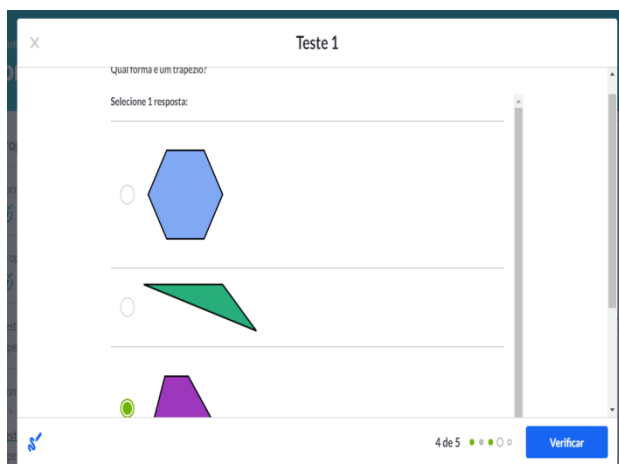 Teste 1
Qual forma é um trapézio?
Selecione 1 resposta:
4 de 5
Verificar